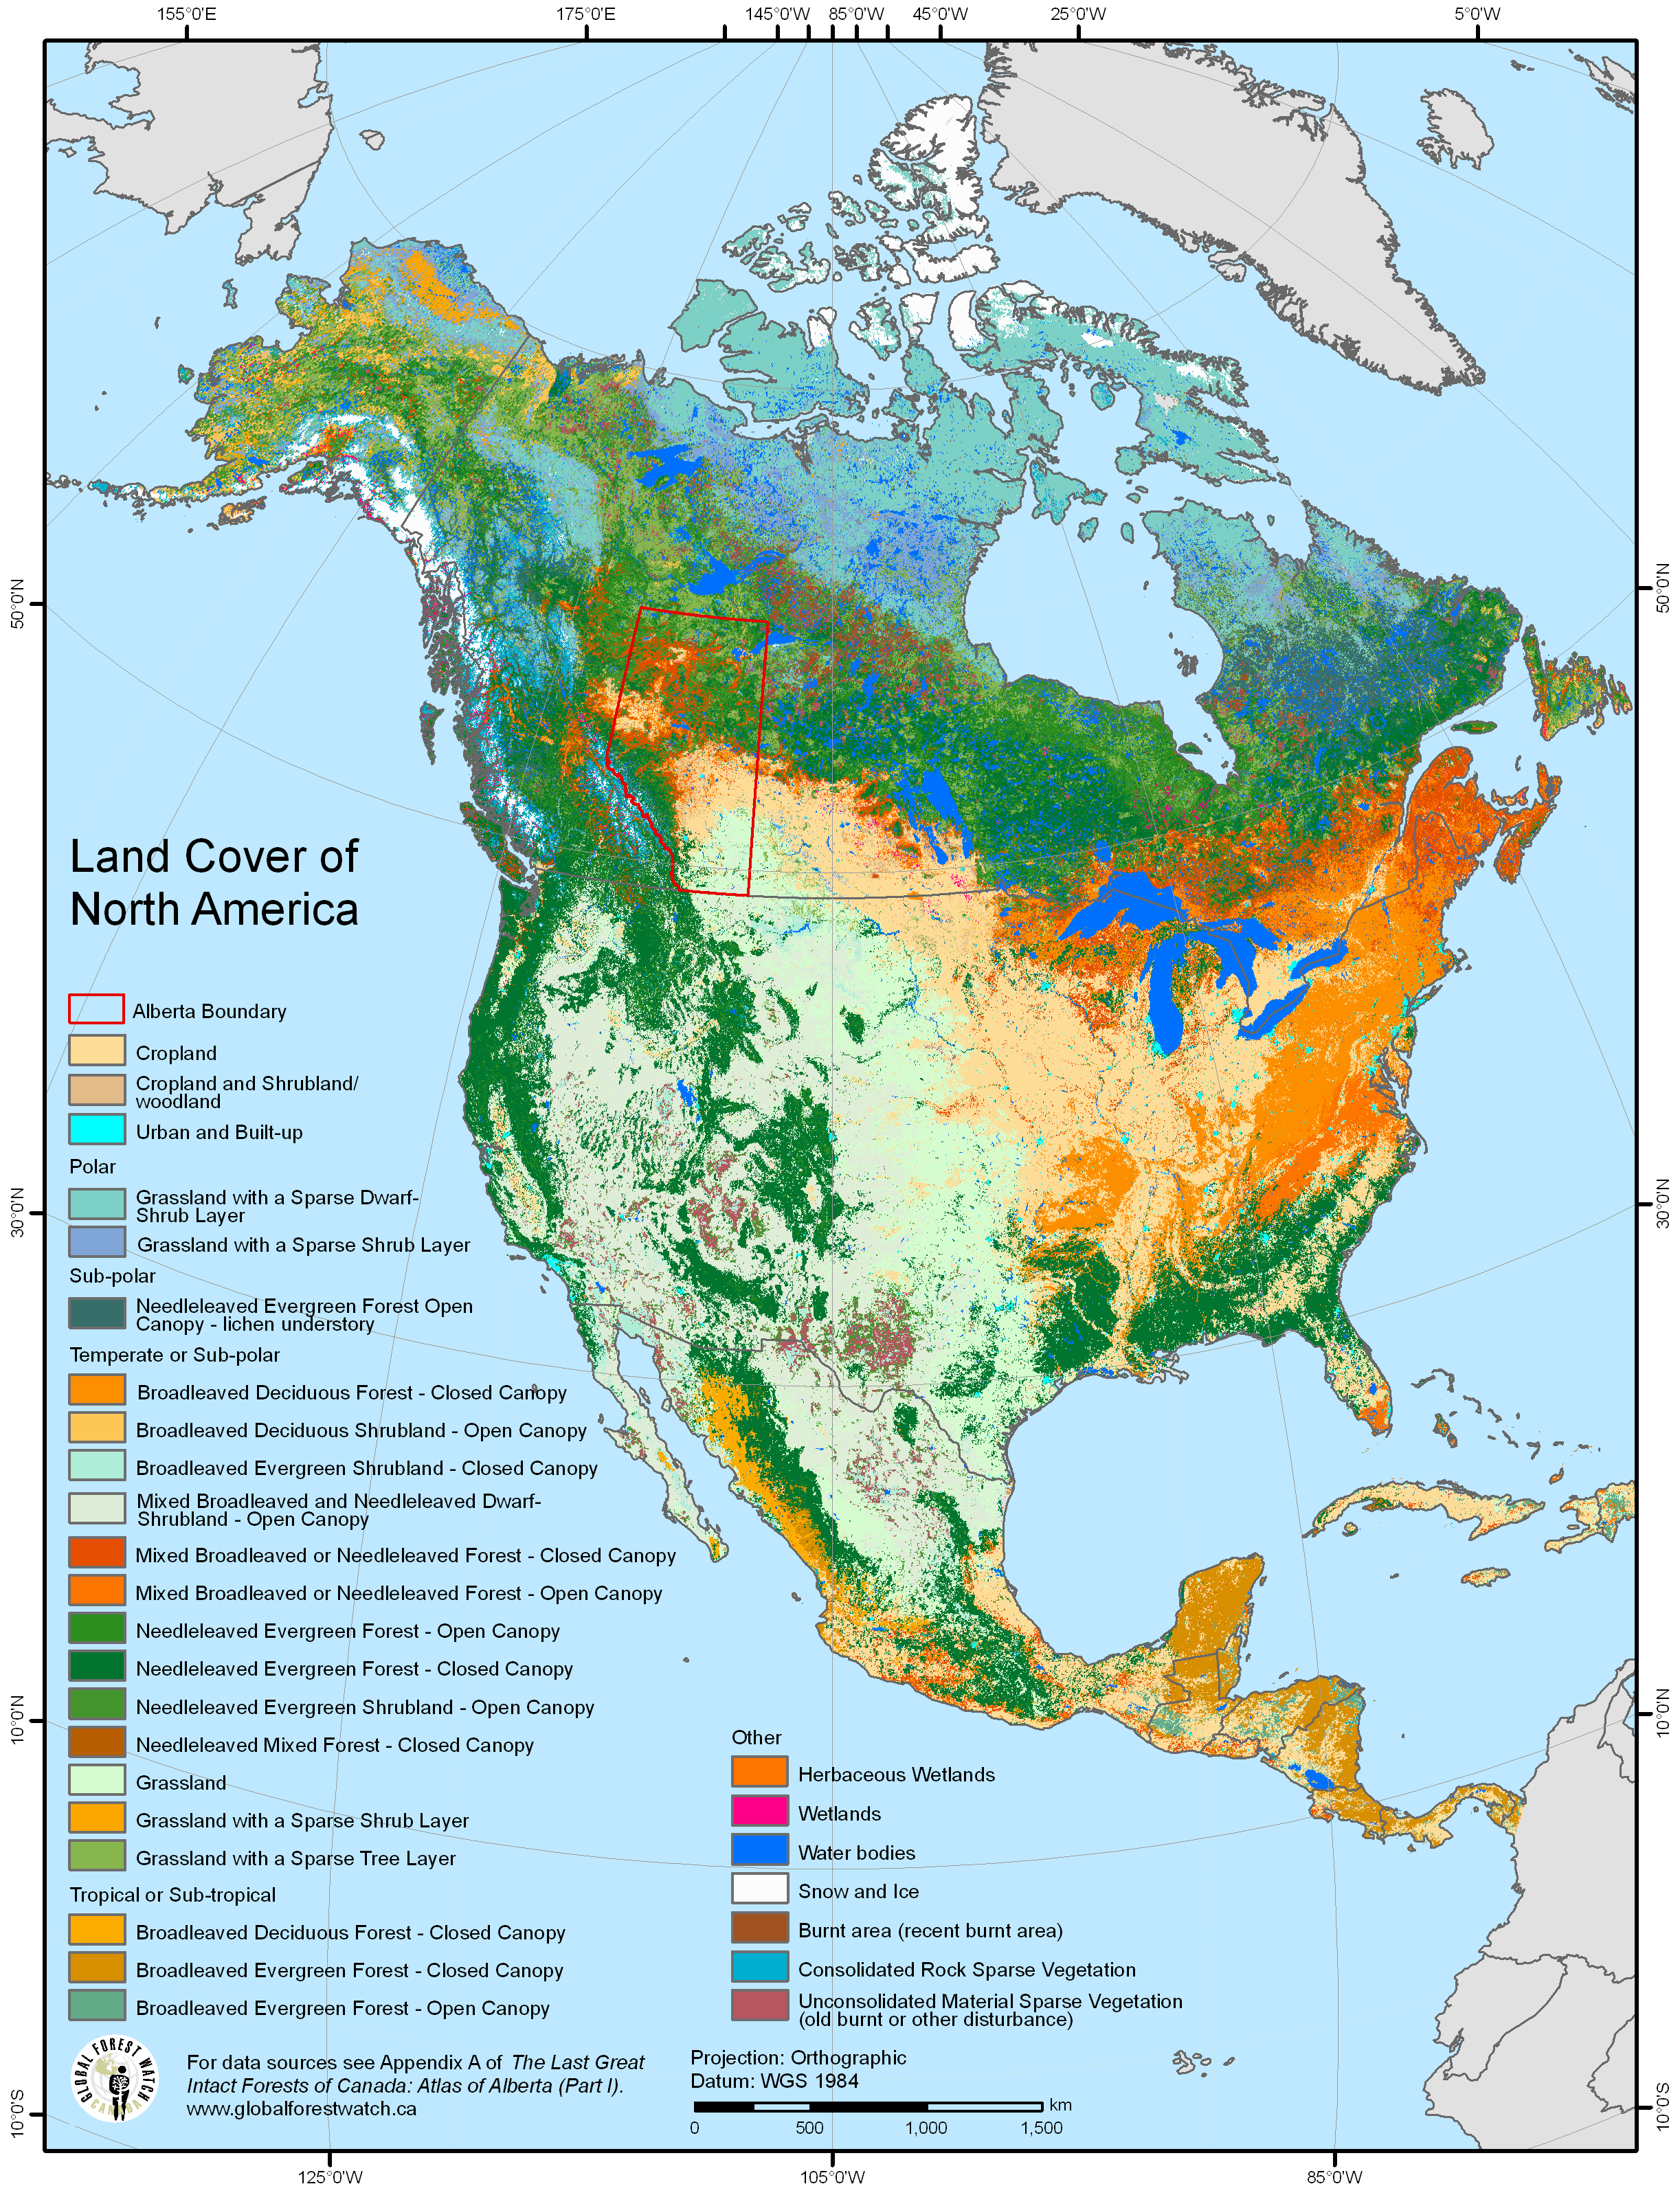 155°0'E 175°0'E 145°0'W 85°0'W 45°0'W 25°0'W 5°0'W
50°0'N
50°0'N
30°0'N
30°0'N
10°0'N
10°0'N
10°0'S
10°0'S
Land Cover of
North America
Alberta Boundary
Cropland
Cropland and Shrubland/
woodland
Urban and Built-up
Polar
Grassland with a Sparse Dwarf-
Shrub Layer
Grassland with a Sparse Shrub Layer
Sub-polar
Needleleaved Evergreen Forest Open
Canopy - lichen understory
Temperate or Sub-polar
Broadleaved Deciduous Forest - Closed Canopy
Broadleaved Deciduous Shrubland - Open Canopy
Broadleaved Evergreen Shrubland - Closed Canopy
Mixed Broadleaved and Needleleaved Dwarf-
Shrubland - Open Canopy
Mixed Broadleaved or Needleleaved Forest - Closed Canopy
Mixed Broadleaved or Needleleaved Forest - Open Canopy
Needleleaved Evergreen Forest - Open Canopy
Needleleaved Evergreen Forest - Closed Canopy
Needleleaved Evergreen Shrubland - Open Canopy
Needleleaved Mixed Forest - Closed Canopy
Grassland
Grassland with a Sparse Shrub Layer
Grassland with a Sparse Tree Layer
Tropical or Sub-tropical
Broadleaved Deciduous Forest - Closed Canopy
Broadleaved Evergreen Forest - Closed Canopy
Broadleaved Evergreen Forest - Open Canopy
Other
Herbaceous Wetlands
Wetlands
Water bodies
Snow and Ice
Burnt area (recent burnt area)
Consolidated Rock Sparse Vegetation
Unconsolidated Material Sparse Vegetation
(old burnt or other disturbance)
GLOBAL FOREST WATCH
CANADA
For data sources see Appendix A of The Last Great
Intact Forests of Canada: Atlas of Alberta (Part I).
www.globalforestwatch.ca
Projection: Orthographic
Datum: WGS 1984
km
0 500 1,000 1,500
125°0'W 105°0'W 85°0'W